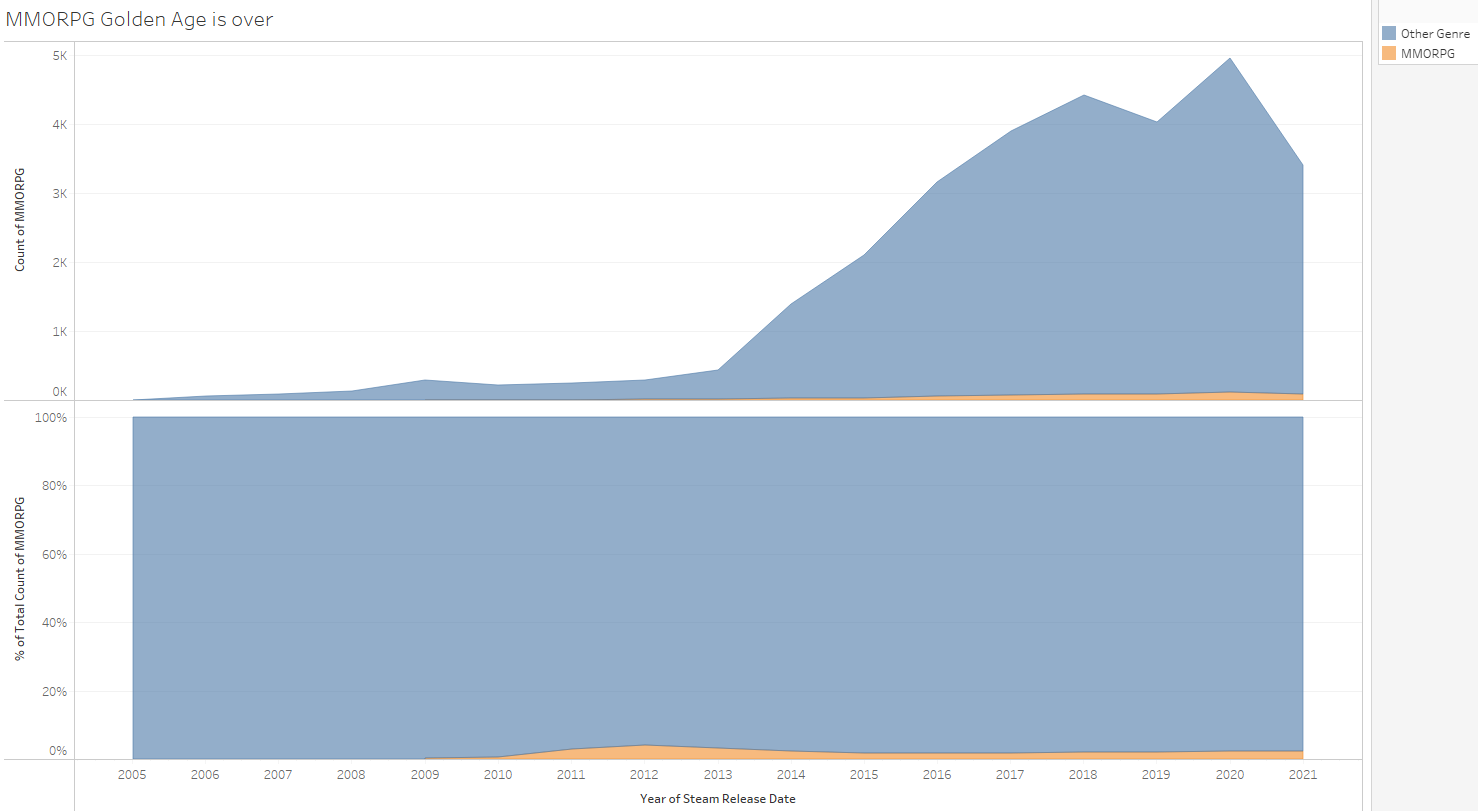 MMORPG Golden Age is over
Other Genre
MMORPG
Count of MMORPG
5K
4K
3K
2K
1K
0K
% of Total Count of MMORPG
100%
80%
60%
40%
20%
0%
2005 2006 2007 2008 2009 2010 2011 2012 2013 2014 2015 2016 2017 2018 2019 2020 2021
Year of Steam Release Date